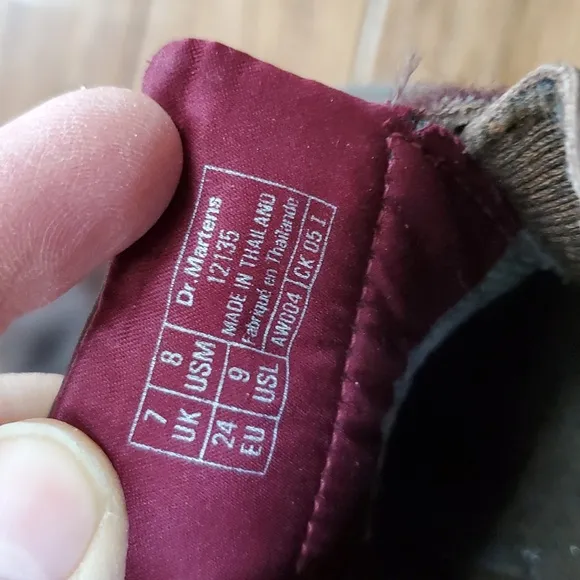 Dr. Martens
12135
MADE IN THAILAND
Fabriqué en Thaïlande
AW004 CK 05 I
8 USM
9 USL
7 UK
24 EU